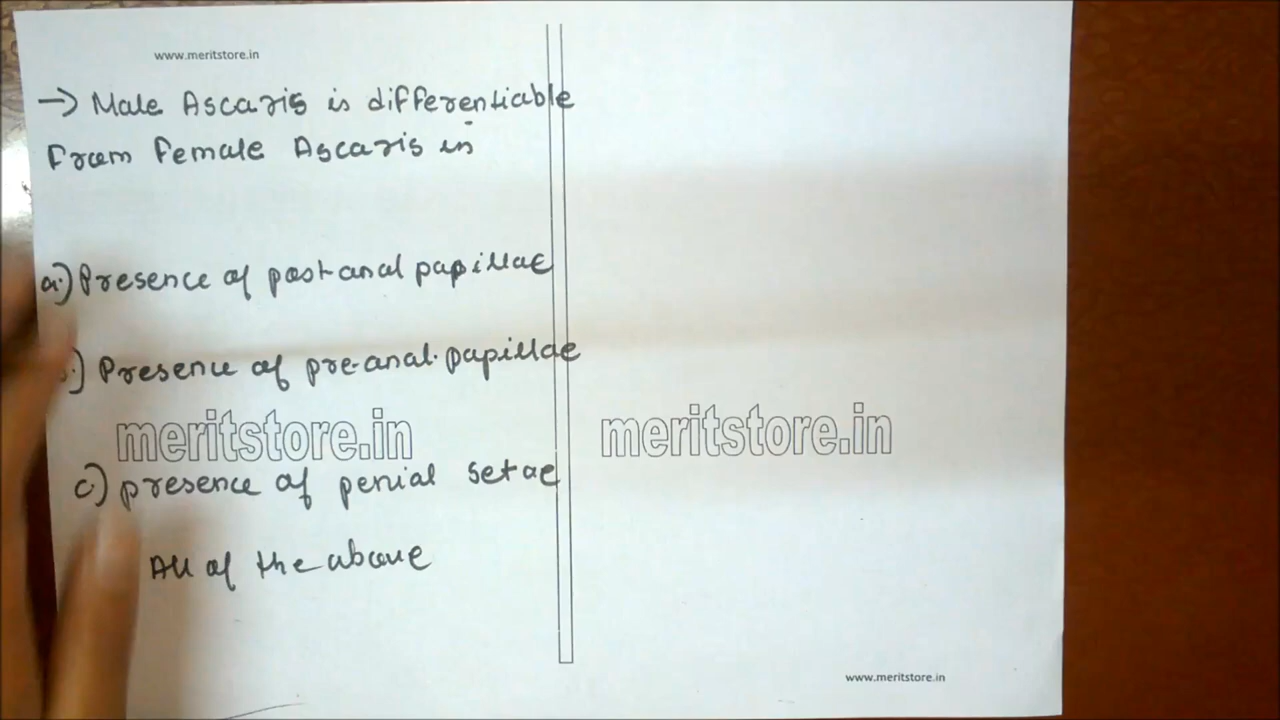 www.meritstore.in
→ Male Ascaris is differentiable
From Female Ascaris in
a.) Presence of post anal papillae
.) Presence of pre-anal papillae
meritstore.in
meritstore.in
c.) presence of penial setae
All of the above
www.meritstore.in